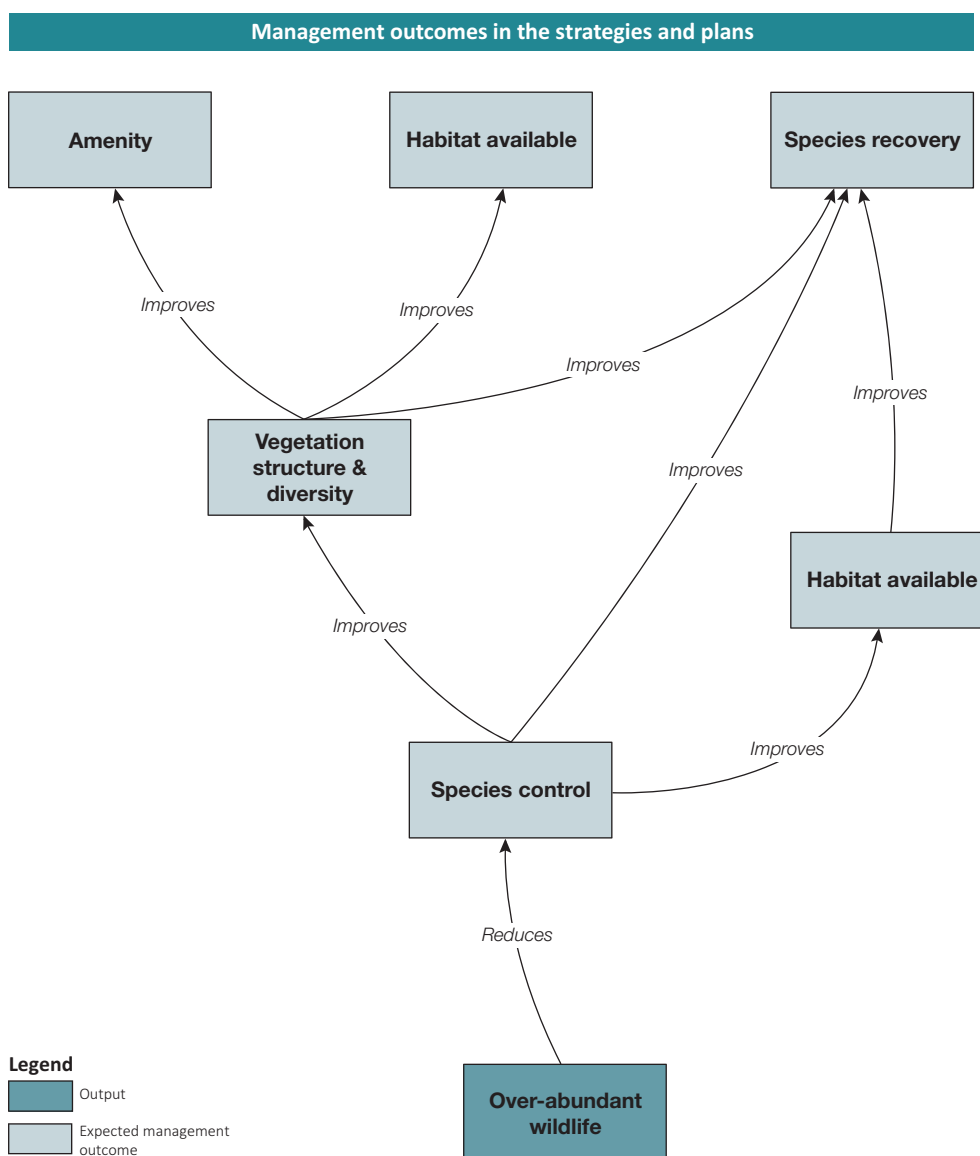 Management outcomes in the strategies and plans
Amenity
Habitat available
Species recovery
Improves
Improves
Improves
Improves
Vegetation
structure &
diversity
Improves
Habitat available
Improves
Species control
Improves
Reduces
Legend
Output
Expected management
outcome
Over-abundant
wildlife